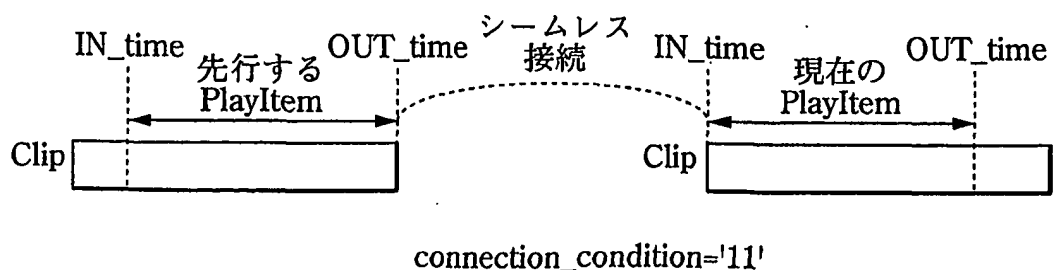 IN_time
先行する
PlayItem
OUT_time
シームレス
接続
IN_time
現在の
PlayItem
OUT_time
Clip
Clip
connection_condition='11'